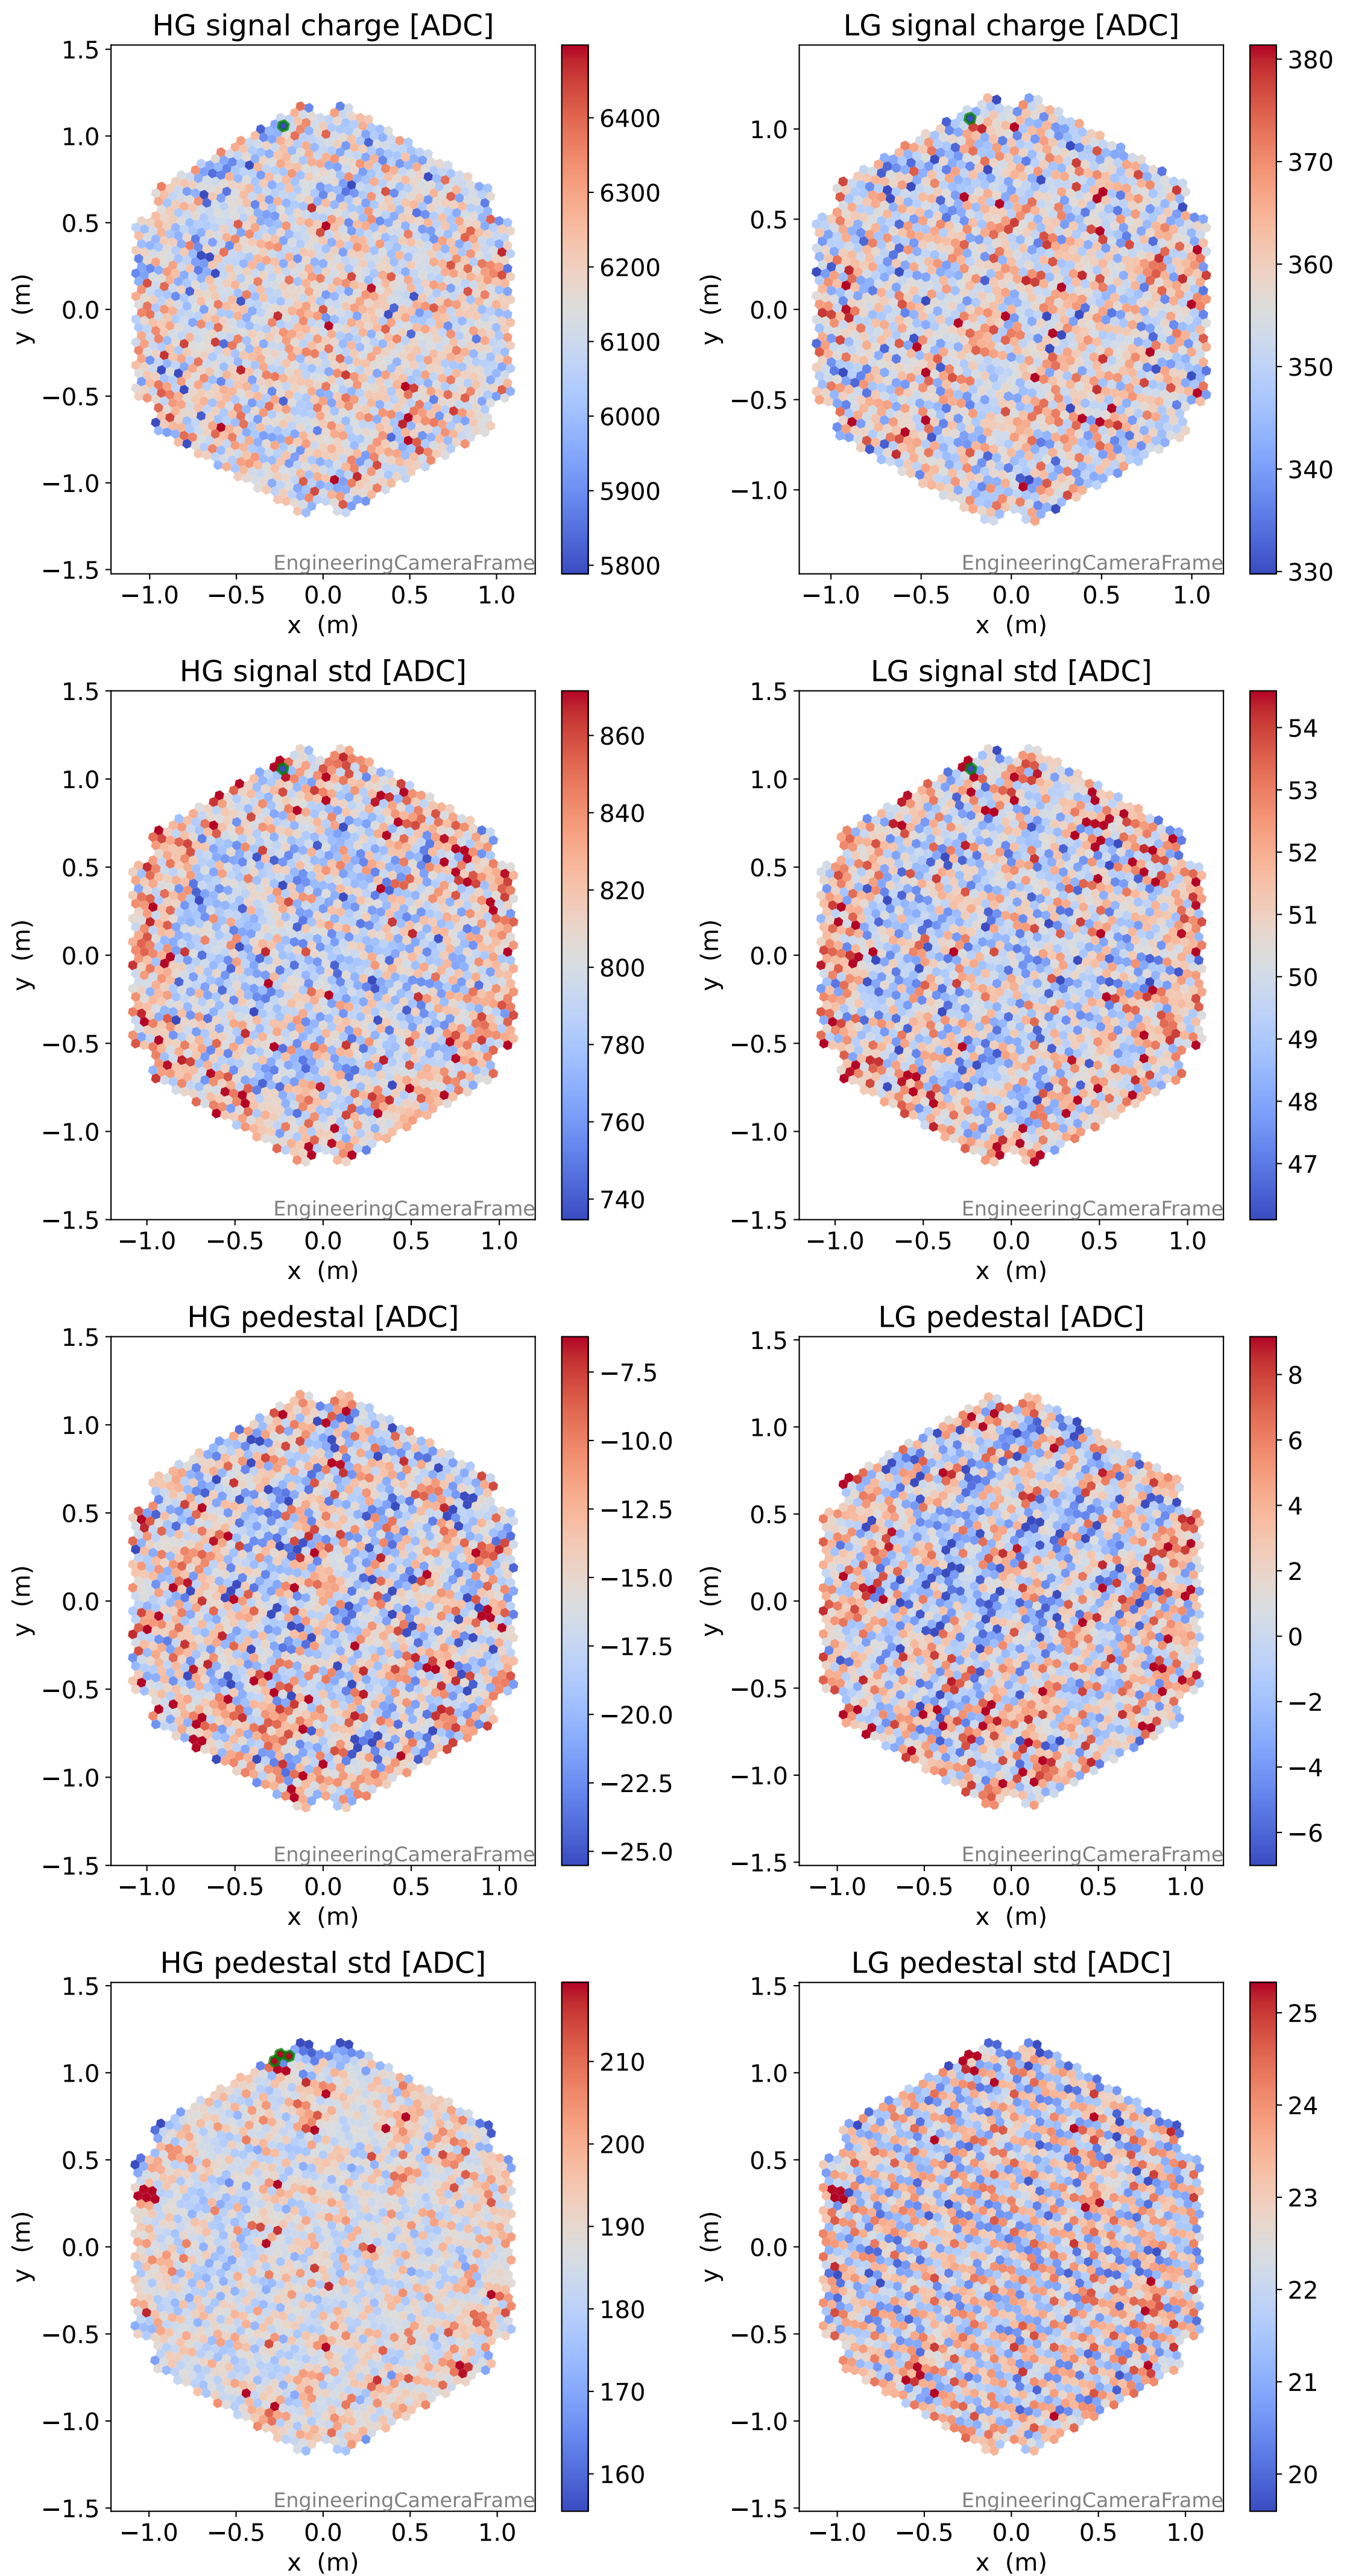 HG signal charge [ADC]
LG signal charge [ADC]
1.5
1.0
0.5
0.0
−0.5
−1.0
−1.5
y (m)
−1.0 −0.5 0.0 0.5 1.0
x (m)
EngineeringCameraFrame
6400
6300
6200
6100
6000
5900
5800
1.0
0.5
0.0
−0.5
−1.0
y (m)
−1.0 −0.5 0.0 0.5 1.0
x (m)
EngineeringCameraFrame
380
370
360
350
340
330
HG signal std [ADC]
LG signal std [ADC]
1.5
1.0
0.5
0.0
−0.5
−1.0
−1.5
y (m)
−1.0 −0.5 0.0 0.5 1.0
x (m)
EngineeringCameraFrame
860
840
820
800
780
760
740
1.5
1.0
0.5
0.0
−0.5
−1.0
−1.5
y (m)
−1.0 −0.5 0.0 0.5 1.0
x (m)
EngineeringCameraFrame
54
53
52
51
50
49
48
47
HG pedestal [ADC]
LG pedestal [ADC]
1.5
1.0
0.5
0.0
−0.5
−1.0
−1.5
y (m)
−1.0 −0.5 0.0 0.5 1.0
x (m)
EngineeringCameraFrame
−7.5
−10.0
−12.5
−15.0
−17.5
−20.0
−22.5
−25.0
1.5
1.0
0.5
0.0
−0.5
−1.0
−1.5
y (m)
−1.0 −0.5 0.0 0.5 1.0
x (m)
EngineeringCameraFrame
8
6
4
2
0
−2
−4
−6
HG pedestal std [ADC]
LG pedestal std [ADC]
1.5
1.0
0.5
0.0
−0.5
−1.0
−1.5
y (m)
−1.0 −0.5 0.0 0.5 1.0
x (m)
EngineeringCameraFrame
210
200
190
180
170
160
1.5
1.0
0.5
0.0
−0.5
−1.0
−1.5
y (m)
−1.0 −0.5 0.0 0.5 1.0
x (m)
EngineeringCameraFrame
25
24
23
22
21
20